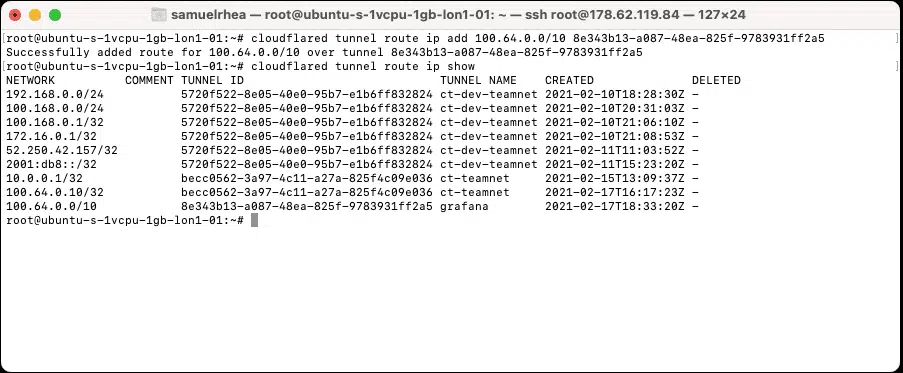 samuelrhea — root@ubuntu-s-1vcpu-1gb-lon1-01: ~ — ssh root@178.62.119.84 — 127×24
[root@ubuntu-s-1vcpu-1gb-lon1-01:~# cloudflared tunnel route ip add 100.64.0.0/10 8e343b13-a087-48ea-825f-9783931ff2a5 ]
Successfully added route for 100.64.0.0/10 over tunnel 8e343b13-a087-48ea-825f-9783931ff2a5
[root@ubuntu-s-1vcpu-1gb-lon1-01:~# cloudflared tunnel route ip show ]
NETWORK COMMENT TUNNEL ID TUNNEL NAME CREATED DELETED
192.168.0.0/24 5720f522-8e05-40e0-95b7-e1b6ff832824 ct-dev-teamnet 2021-02-10T18:28:30Z –
100.168.0.0/24 5720f522-8e05-40e0-95b7-e1b6ff832824 ct-dev-teamnet 2021-02-10T20:31:03Z –
100.168.0.1/32 5720f522-8e05-40e0-95b7-e1b6ff832824 ct-dev-teamnet 2021-02-10T21:06:10Z –
172.16.0.1/32 5720f522-8e05-40e0-95b7-e1b6ff832824 ct-dev-teamnet 2021-02-10T21:08:53Z –
52.250.42.157/32 5720f522-8e05-40e0-95b7-e1b6ff832824 ct-dev-teamnet 2021-02-11T11:03:52Z –
2001:db8::/32 5720f522-8e05-40e0-95b7-e1b6ff832824 ct-dev-teamnet 2021-02-11T15:23:20Z –
10.0.0.1/32 becc0562-3a97-4c11-a27a-825f4c09e036 ct-teamnet 2021-02-15T13:09:37Z –
100.64.0.10/32 becc0562-3a97-4c11-a27a-825f4c09e036 ct-teamnet 2021-02-17T16:17:23Z –
100.64.0.0/10 8e343b13-a087-48ea-825f-9783931ff2a5 grafana 2021-02-17T18:33:20Z –
root@ubuntu-s-1vcpu-1gb-lon1-01:~#